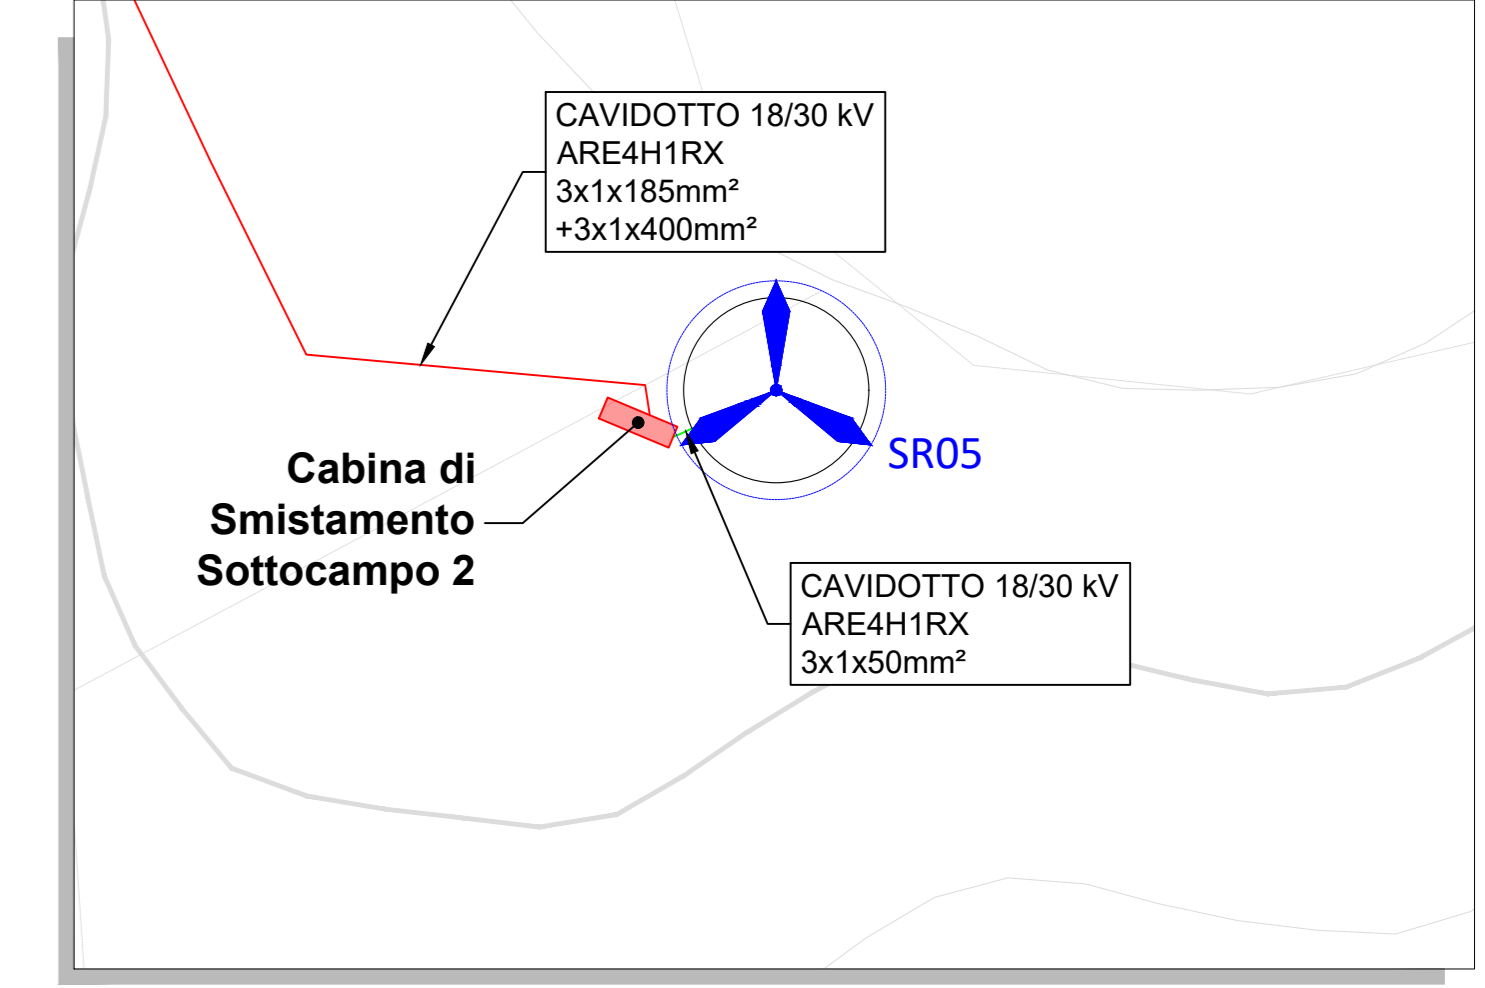 CAVIDOTTO 18/30 kV
ARE4H1RX
3x1x185mm²
+3x1x400mm²
SR05
Cabina di
Smistamento
Sottocampo 2
CAVIDOTTO 18/30 kV
ARE4H1RX
3x1x50mm²